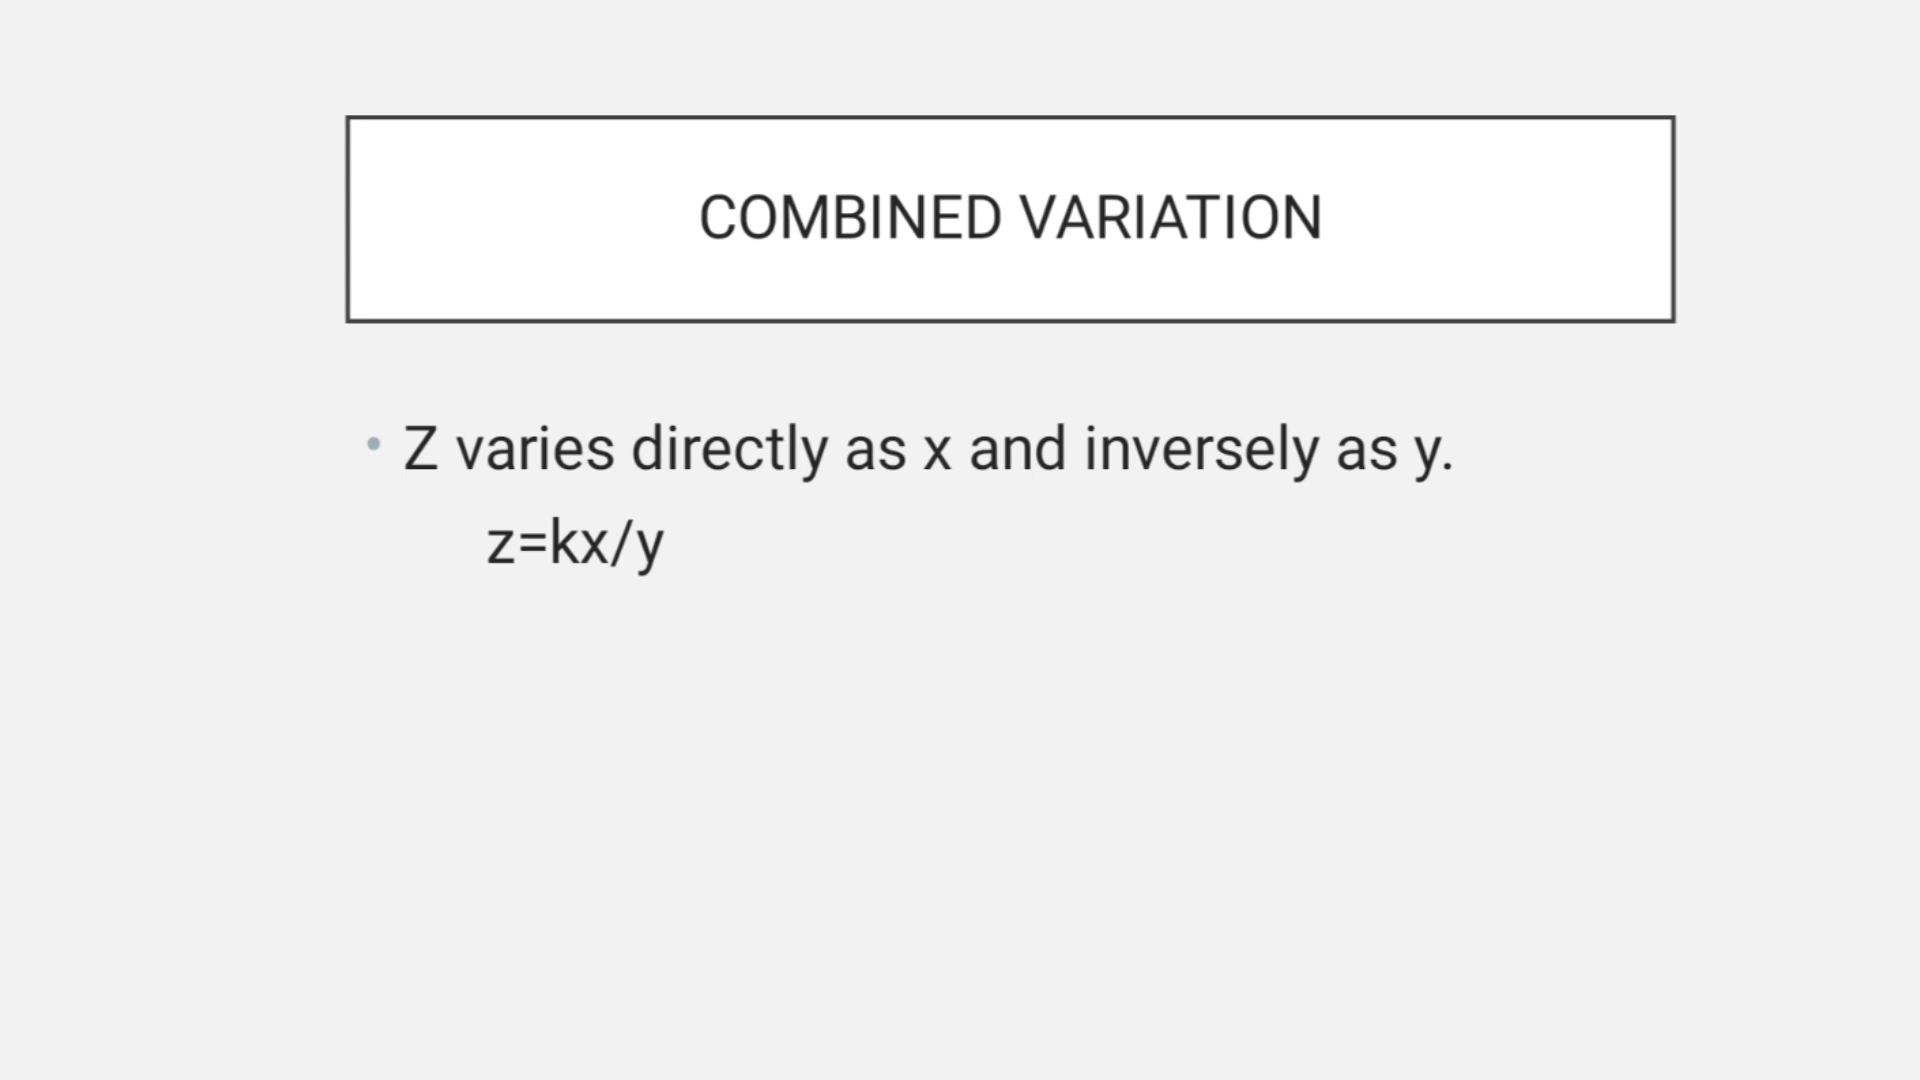 COMBINED VARIATION
• Z varies directly as x and inversely as y.
z=kx/y